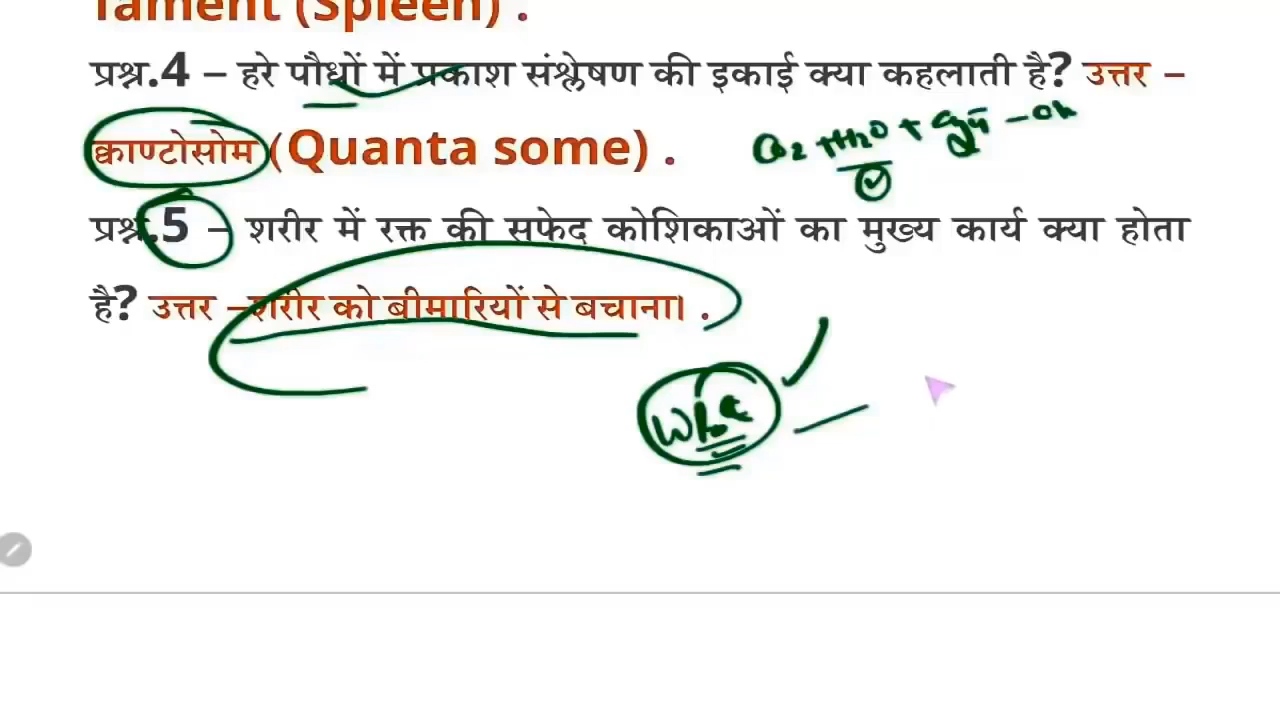 tament (Spleen) .
प्रश्न.4 – हरे पौधों में प्रकाश संश्लेषण की इकाई क्या कहलाती है? उत्तर –
क्वाण्टोसोम (Quanta some) .
प्रश्न.5 – शरीर में रक्त की सफेद कोशिकाओं का मुख्य कार्य क्या होता
है? उत्तर –शरीर को बीमारियों से बचाना। .